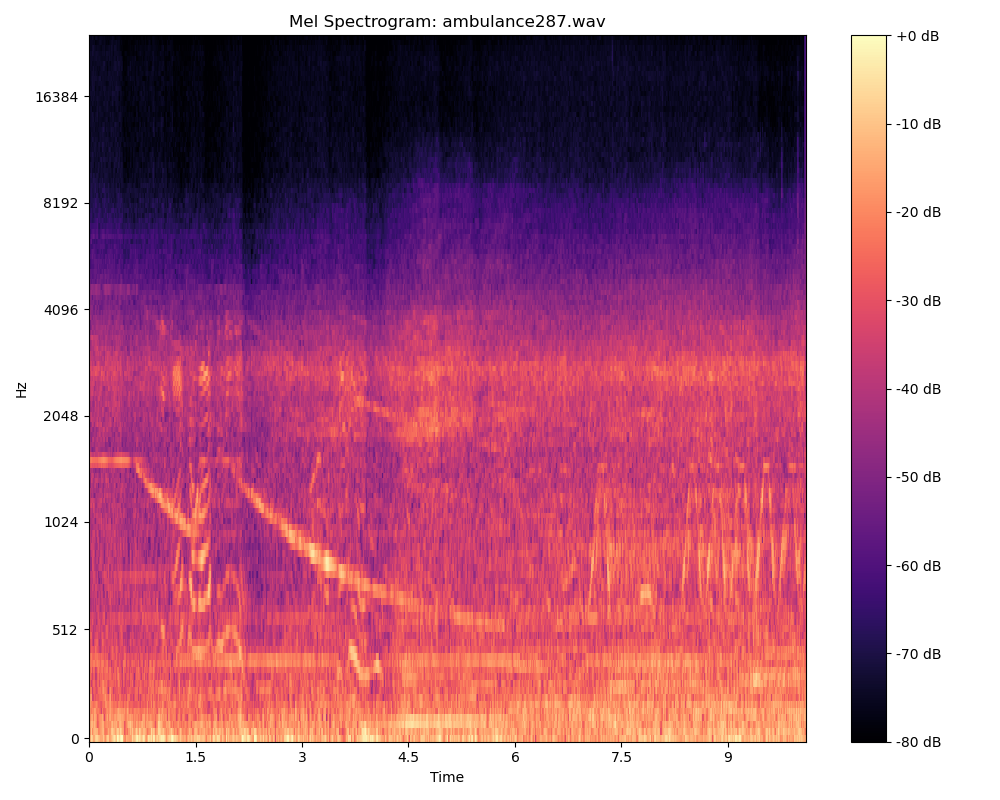 Mel Spectrogram: ambulance287.wav
Hz
16384
8192
4096
2048
1024
512
0
0 1.5 3 4.5 6 7.5 9
Time
+0 dB
-10 dB
-20 dB
-30 dB
-40 dB
-50 dB
-60 dB
-70 dB
-80 dB